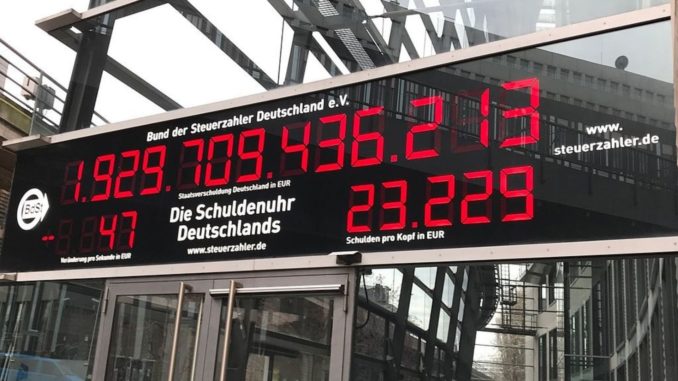 Bund der Steuerzahler Deutschland e.V.
1.929.709.436.213
www.
steuerzahler.de
Staatsverschuldung Deutschland in EUR
BdSt
-- 47
Veränderung pro Sekunde in EUR
Die Schuldenuhr
Deutschlands
www.steuerzahler.de
23.229
Schulden pro Kopf in EUR